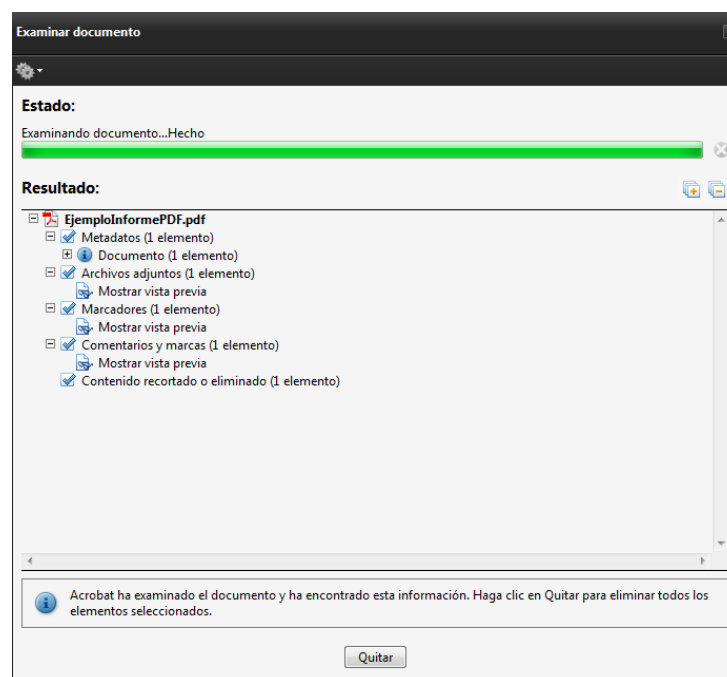 Examinar documento
Estado:
Examinando documento...Hecho
Resultado:
EjemploInformePDF.pdf
Metadatos (1 elemento)
Documento (1 elemento)
Archivos adjuntos (1 elemento)
Mostrar vista previa
Marcadores (1 elemento)
Mostrar vista previa
Comentarios y marcas (1 elemento)
Mostrar vista previa
Contenido recortado o eliminado (1 elemento)
Acrobat ha examinado el documento y ha encontrado esta información. Haga clic en Quitar para eliminar todos los
elementos seleccionados.
Quitar